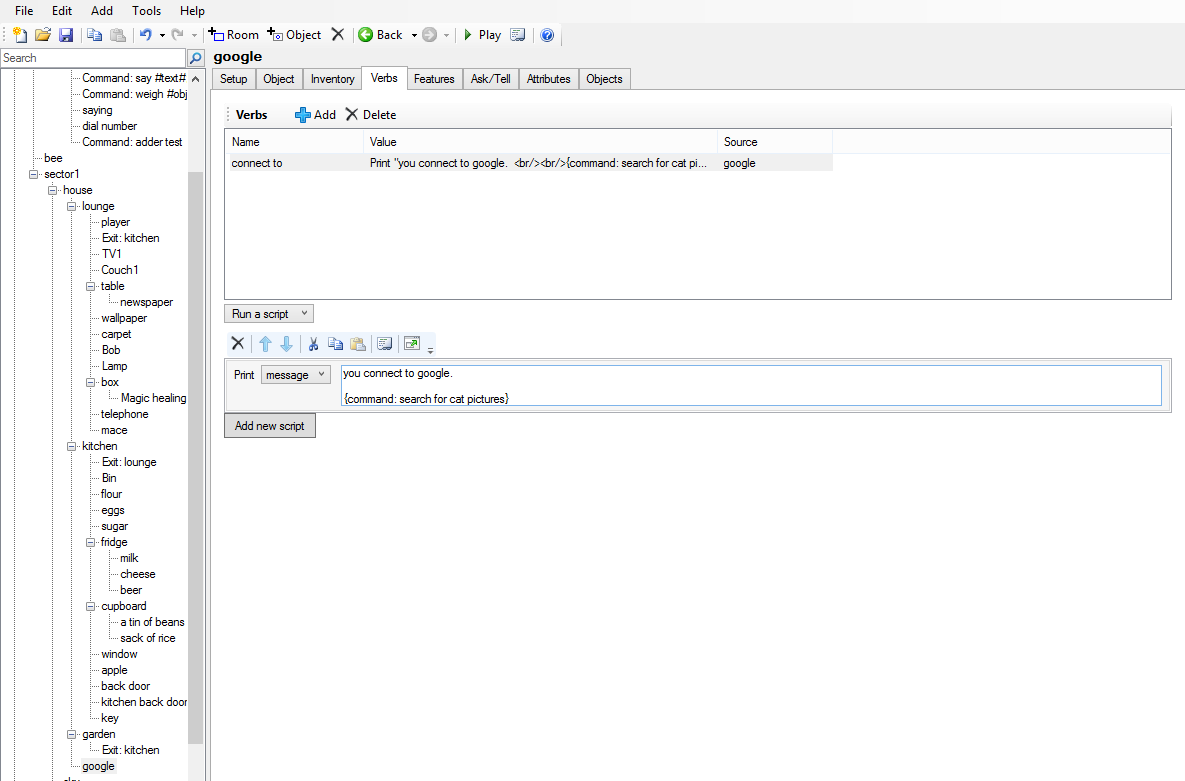 File Edit Add Tools Help
Room Object Back Play
Search
google
Setup Object Inventory Verbs Features Ask/Tell Attributes Objects
Command: say #text#
Command: weigh #obj
saying
dial number
Command: adder test
bee
sector1
house
lounge
player
Exit: kitchen
TV1
Couch1
table
newspaper
wallpaper
carpet
Bob
Lamp
box
Magic healing
telephone
mace
kitchen
Exit: lounge
Bin
flour
eggs
sugar
fridge
milk
cheese
beer
cupboard
a tin of beans
sack of rice
window
apple
back door
kitchen back door
key
garden
Exit: kitchen
google
Verbs Add Delete
Name Value Source
connect to Print "you connect to google. <br/><br/>{command: search for cat pi... google
Run a script
Print message you connect to google.
{command: search for cat pictures}
Add new script